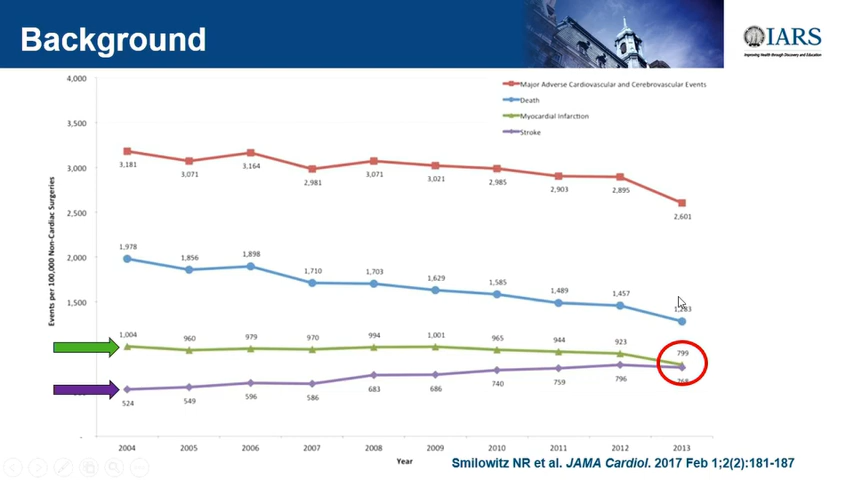 Background
IARS
Improving Health through Discovery and Education
4,000
3,500
3,000
2,500
2,000
1,500
-
Events per 100,000 Non-Cardiac Surgeries
Major Adverse Cardiovascular and Cerebrovascular Events
Death
Myocardial Infarction
Stroke
3,181 3,071 3,164 2,981 3,071 3,021 2,985 2,903 2,895 2,601
1,978 1,856 1,898 1,710 1,703 1,629 1,585 1,489 1,457 1,283
1,004 960 979 970 994 1,001 965 944 923 799
524 549 596 586 683 686 740 759 796
2004 2005 2006 2007 2008 2009 2010 2011 2012 2013
Year
Smilowitz NR et al. JAMA Cardiol. 2017 Feb 1;2(2):181-187